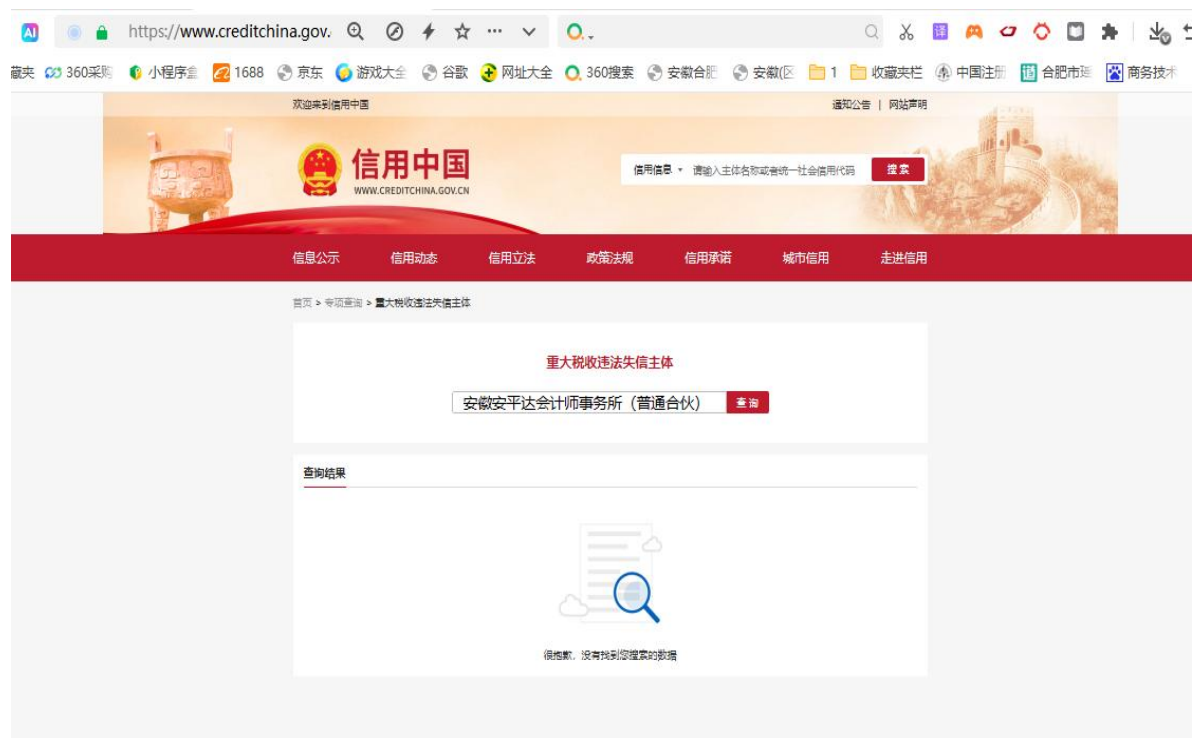 AI https://www.creditchina.gov.
藏夹 360采购 小程序盒 1688 京东 游戏大全 谷歌 网址大全 360搜索 安徽合肥 安徽(区 1 收藏夹栏 中国注册 合肥市 商务技术
欢迎来到信用中国 通知公告 | 网站声明
信用中国
WWW.CREDITCHINA.GOV.CN
信用信息 请输入主体名称或者统一社会信用代码 搜索
信息公示 信用动态 信用立法 政策法规 信用承诺 城市信用 走进信用
首页 > 专项查询 > 重大税收违法失信主体
重大税收违法失信主体
安徽安平达会计师事务所（普通合伙） 查询
查询结果
很抱歉，没有找到您搜索的数据